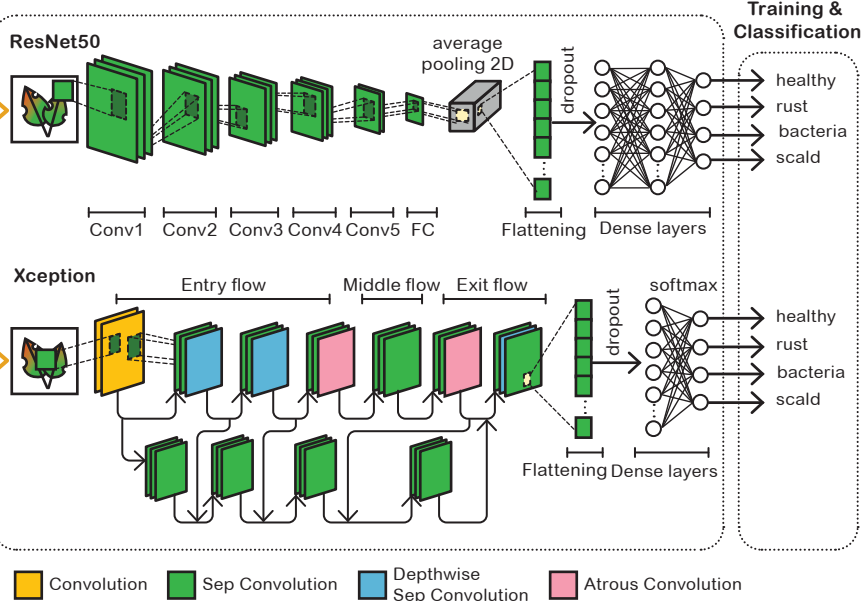 Training &
Classification
ResNet50
average
pooling 2D
dropout
healthy
rust
bacteria
scald
Conv1
Conv2
Conv3
Conv4
Conv5
FC
Flattening
Dense layers
Xception
Entry flow
Middle flow
Exit flow
softmax
dropout
healthy
rust
bacteria
scald
Flattening
Dense layers
Convolution
Sep Convolution
Depthwise
Sep Convolution
Atrous Convolution